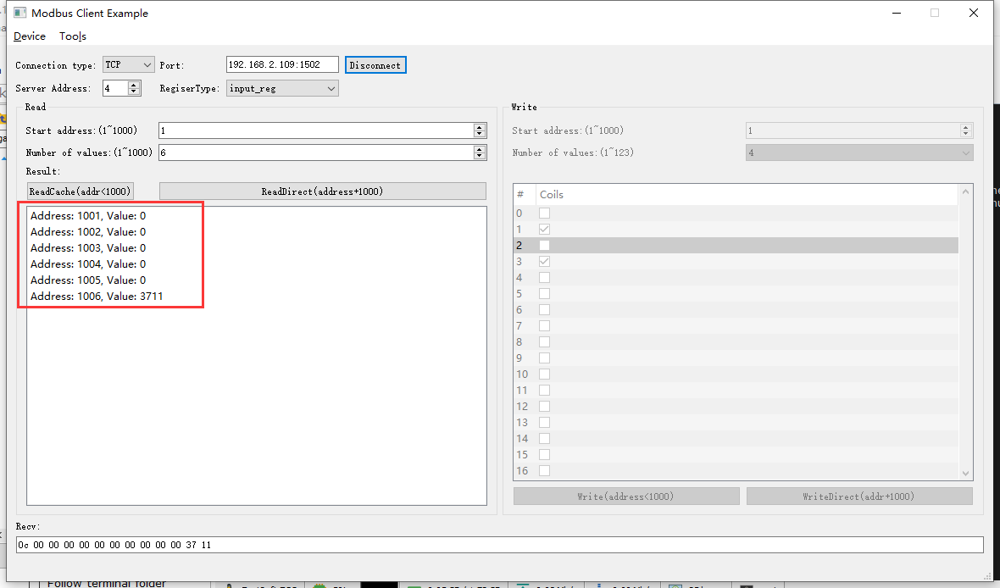 Modbus Client Example
Device Tools
Connection type: TCP Port: 192.168.2.109:1502 Disconnect
Server Address: 4 RegiserType: input_reg
Read
Start address:(1~1000) 1
Number of values:(1~1000) 6
Result:
ReadCache(addr<1000) ReadDirect(address+1000)
Address: 1001, Value: 0
Address: 1002, Value: 0
Address: 1003, Value: 0
Address: 1004, Value: 0
Address: 1005, Value: 0
Address: 1006, Value: 3711
Write
Start address:(1~1000) 1
Number of values:(1~123) 4
# Coils
0
1
2
3
4
5
6
7
8
9
10
11
12
13
14
15
16
Write(address<1000) WriteDirect(addr+1000)
Recv:
0c 00 00 00 00 00 00 00 00 00 00 37 11
Follow terminal folder